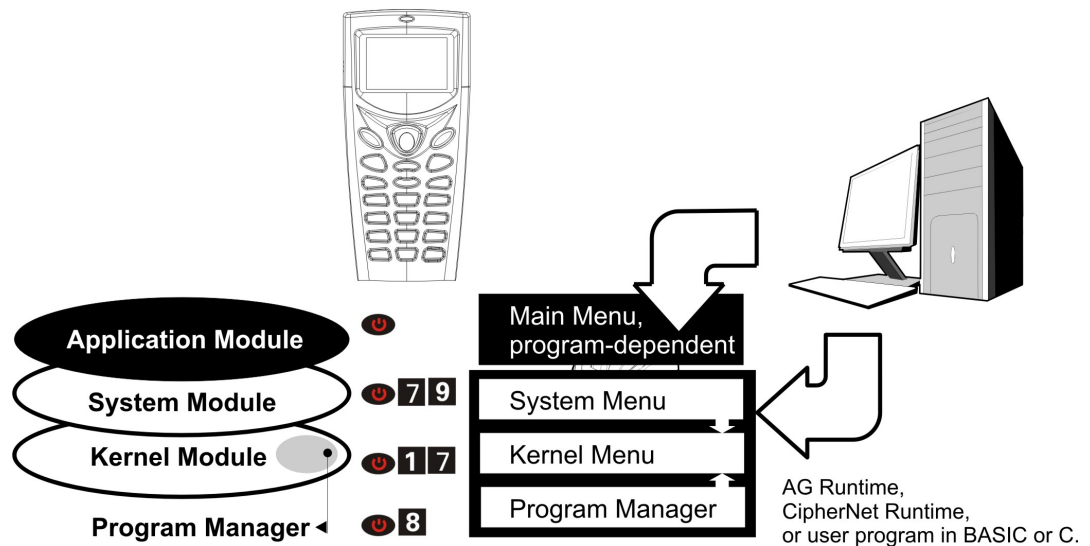 Application Module
System Module
Kernel Module
Program Manager
7 9
1 7
8
Main Menu,
program-dependent
System Menu
Kernel Menu
Program Manager
AG Runtime,
CipherNet Runtime,
or user program in BASIC or C.